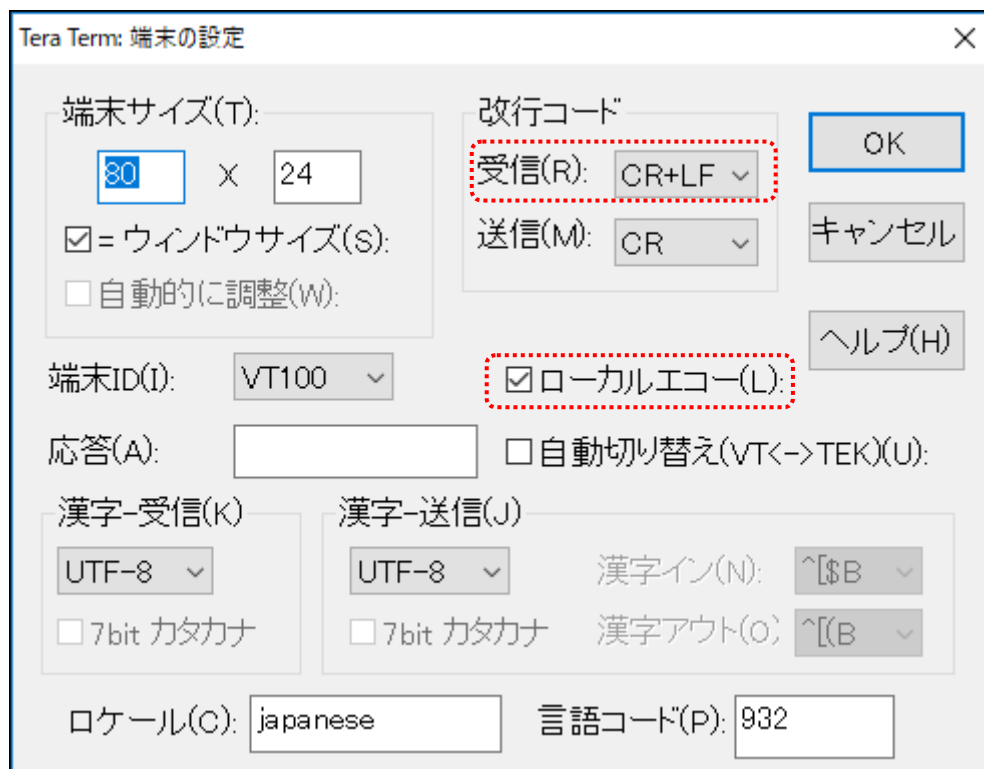 Tera Term: 端末の設定
端末サイズ(T):
80 X 24
= ウィンドウサイズ(S):
自動的に調整(W):
改行コード
受信(R): CR+LF
送信(M): CR
OK
キャンセル
ヘルプ(H)
端末ID(I): VT100
ローカルエコー(L):
応答(A):
自動切り替え(VT<->TEK)(U):
漢字-受信(K)
UTF-8
7bit カタカナ
漢字-送信(J)
UTF-8
7bit カタカナ
漢字イン(N): ^[$B
漢字アウト(O) ^[(B
ロケール(C): japanese
言語コード(P): 932